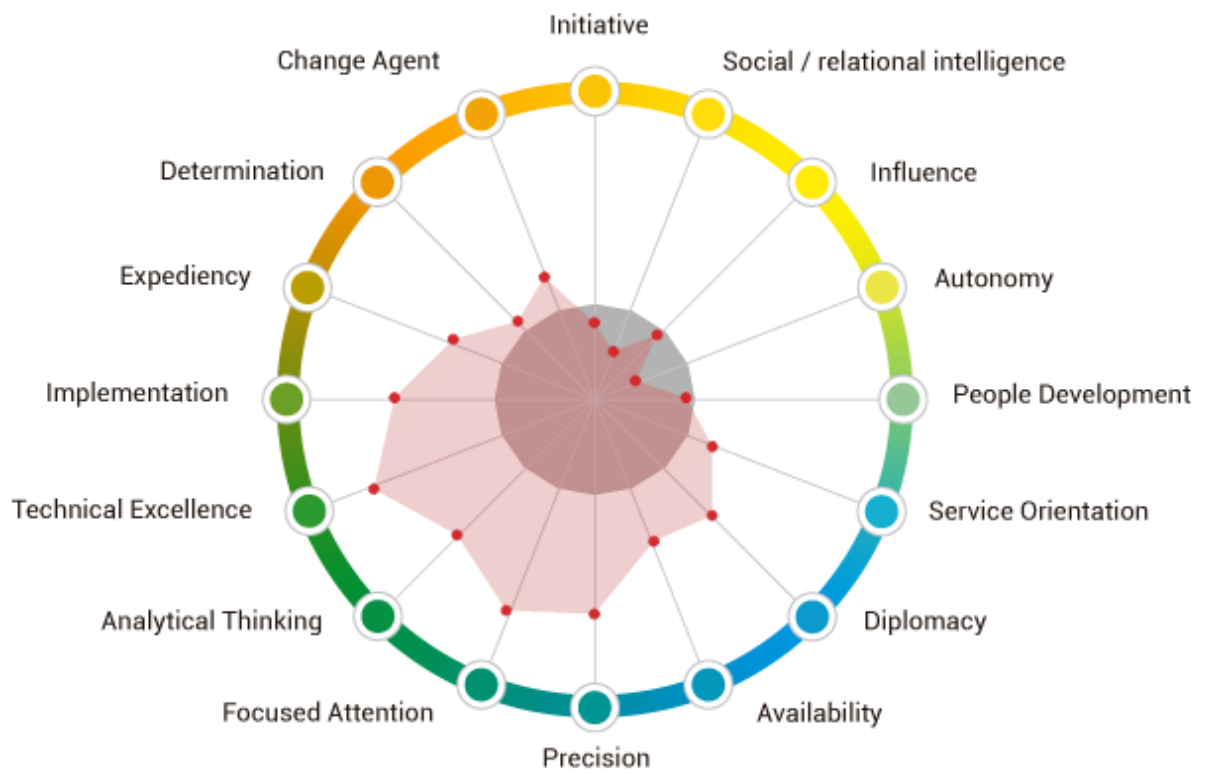 Initiative
Change Agent
Social / relational intelligence
Determination
Influence
Expediency
Autonomy
Implementation
People Development
Technical Excellence
Service Orientation
Analytical Thinking
Diplomacy
Focused Attention
Availability
Precision